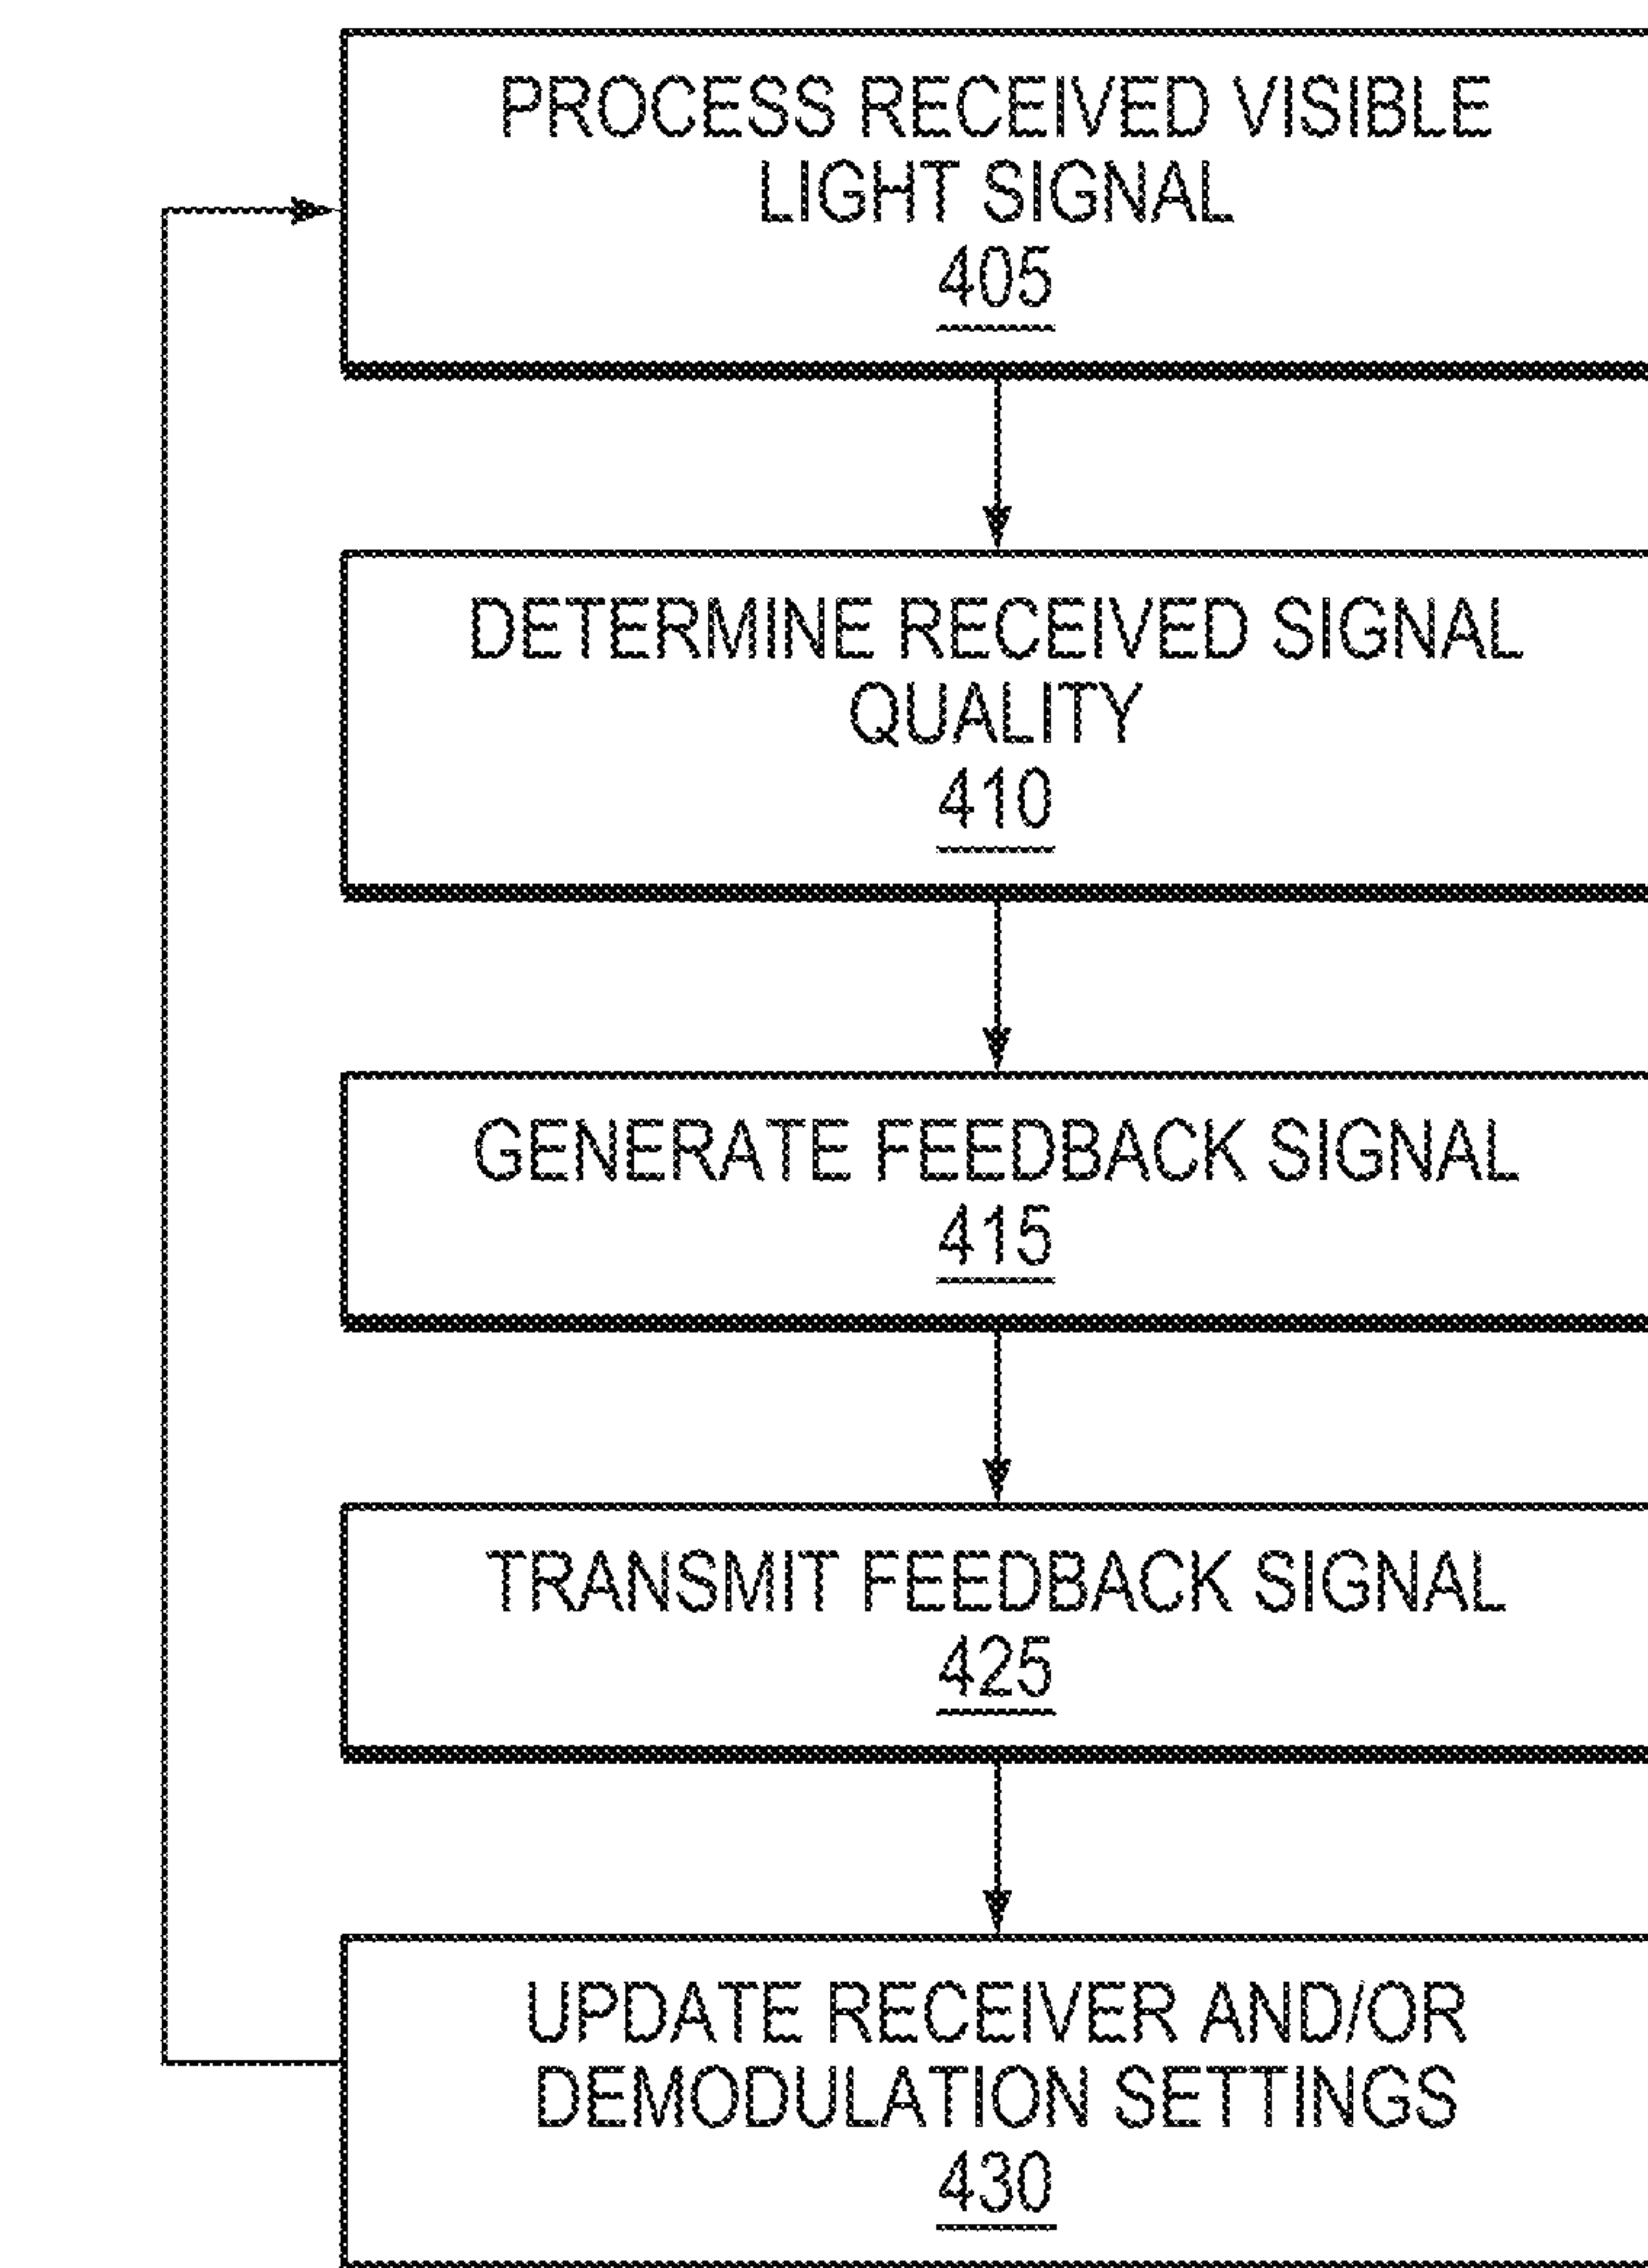 PROCESS RECEIVED VISIBLE
LIGHT SIGNAL
405
DETERMINE RECEIVED SIGNAL
QUALITY
410
GENERATE FEEDBACK SIGNAL
415
TRANSMIT FEEDBACK SIGNAL
425
UPDATE RECEIVER AND/OR
DEMODULATION SETTINGS
430